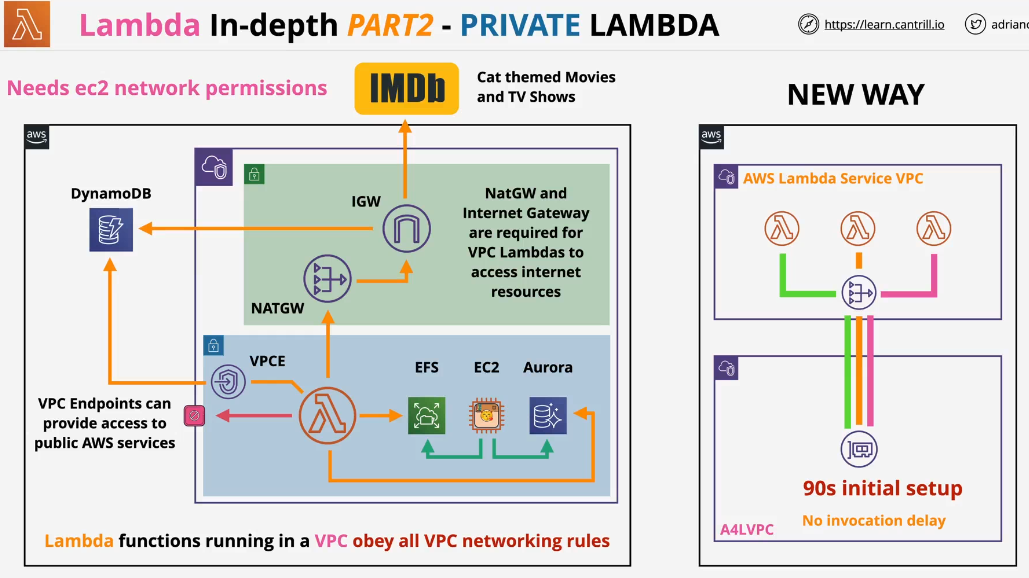 Lambda In-depth PART2 - PRIVATE LAMBDA
https://learn.cantrill.io
adrianc
Needs ec2 network permissions
IMDb
Cat themed Movies
and TV Shows
NEW WAY
aws
DynamoDB
IGW
NatGW and
Internet Gateway
are required for
VPC Lambdas to
access internet
resources
NATGW
VPCE
EFS
EC2
Aurora
VPC Endpoints can
provide access to
public AWS services
Lambda functions running in a VPC obey all VPC networking rules
aws
AWS Lambda Service VPC
90s initial setup
No invocation delay
A4LVPC